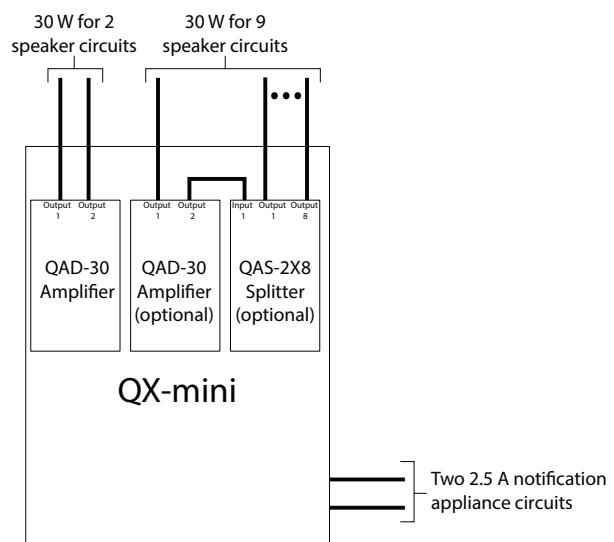 30 W for 2
speaker circuits
30 W for 9
speaker circuits
Output
1
Output
2
Output
1
Output
2
Input
1
Output
1
Output
8
QAD-30
Amplifier
QAD-30
Amplifier
(optional)
QAS-2X8
Splitter
(optional)
QX-mini
Two 2.5 A notification
appliance circuits